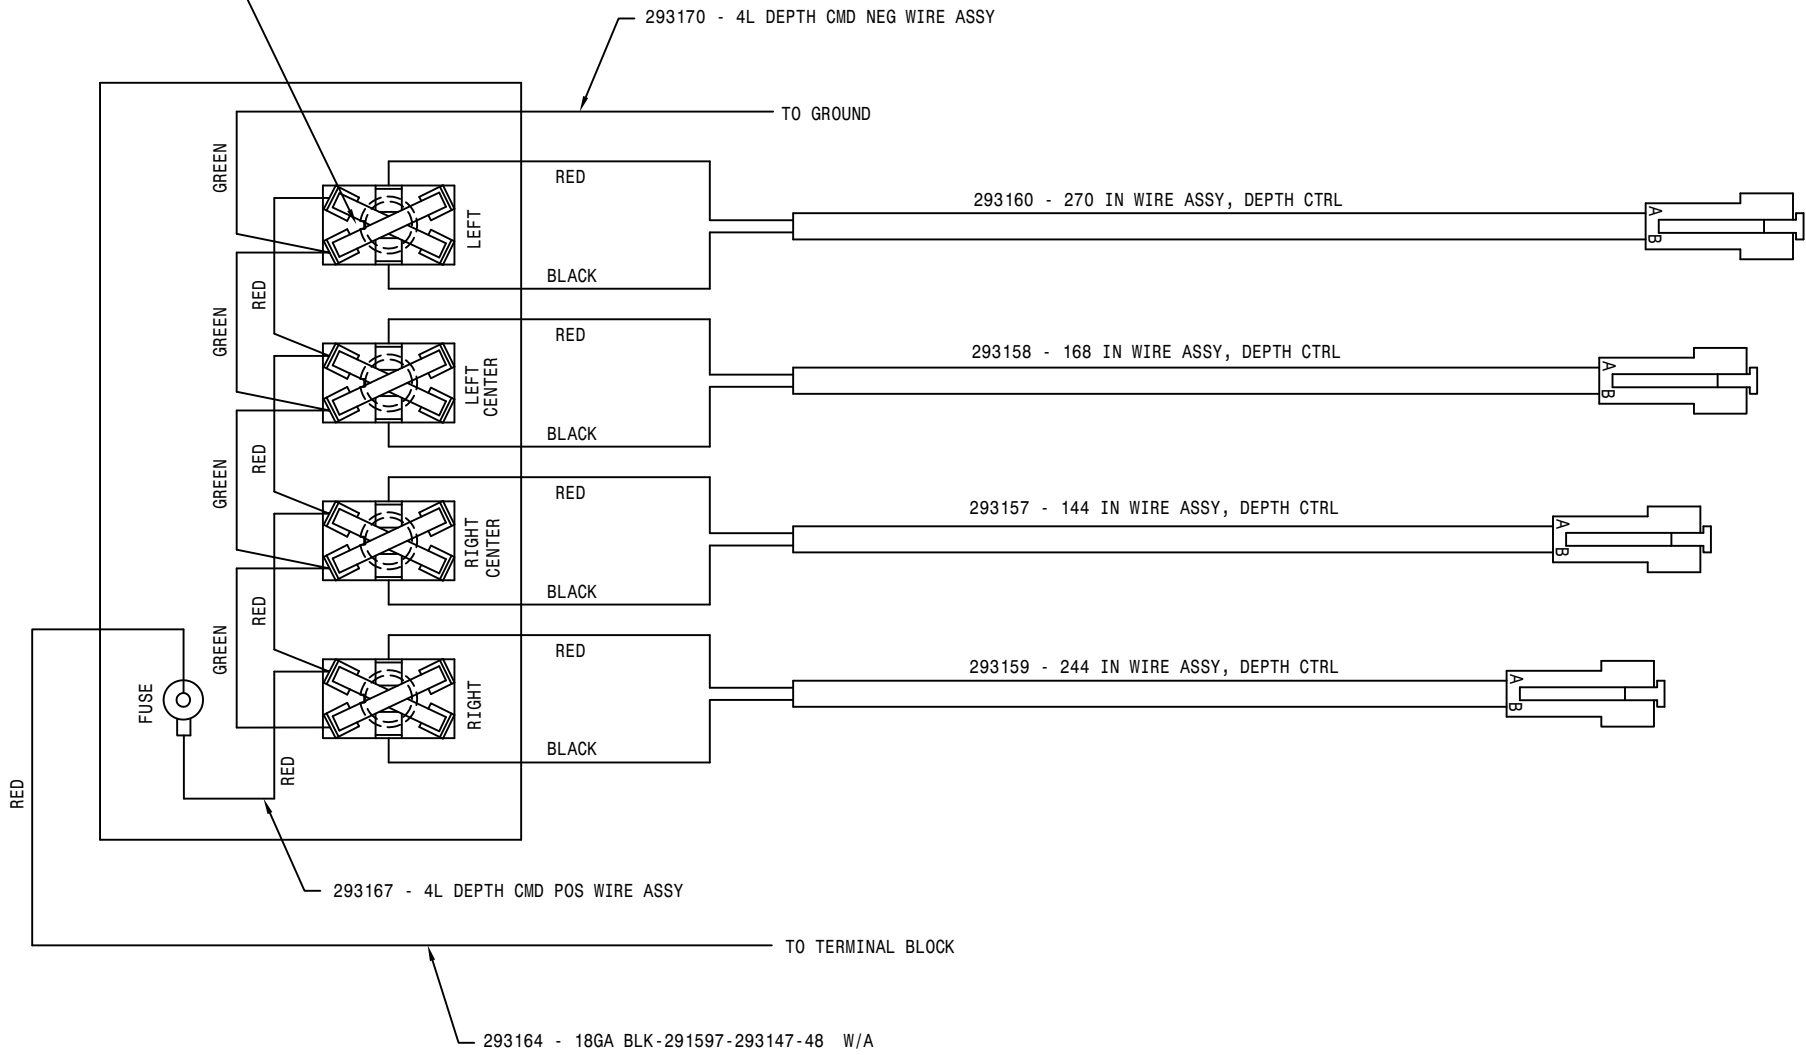 293170 - 4L DEPTH CMD NEG WIRE ASSY
TO GROUND
GREEN
RED
LEFT
293160 - 270 IN WIRE ASSY, DEPTH CTRL
A
B
BLACK
RED
GREEN
RED
LEFT
CENTER
293158 - 168 IN WIRE ASSY, DEPTH CTRL
A
B
BLACK
RED
GREEN
RED
RIGHT
CENTER
293157 - 144 IN WIRE ASSY, DEPTH CTRL
A
B
BLACK
RED
GREEN
RED
RIGHT
293159 - 244 IN WIRE ASSY, DEPTH CTRL
A
B
BLACK
FUSE
RED
RED
293167 - 4L DEPTH CMD POS WIRE ASSY
TO TERMINAL BLOCK
293164 - 18GA BLK-291597-293147-48 W/A